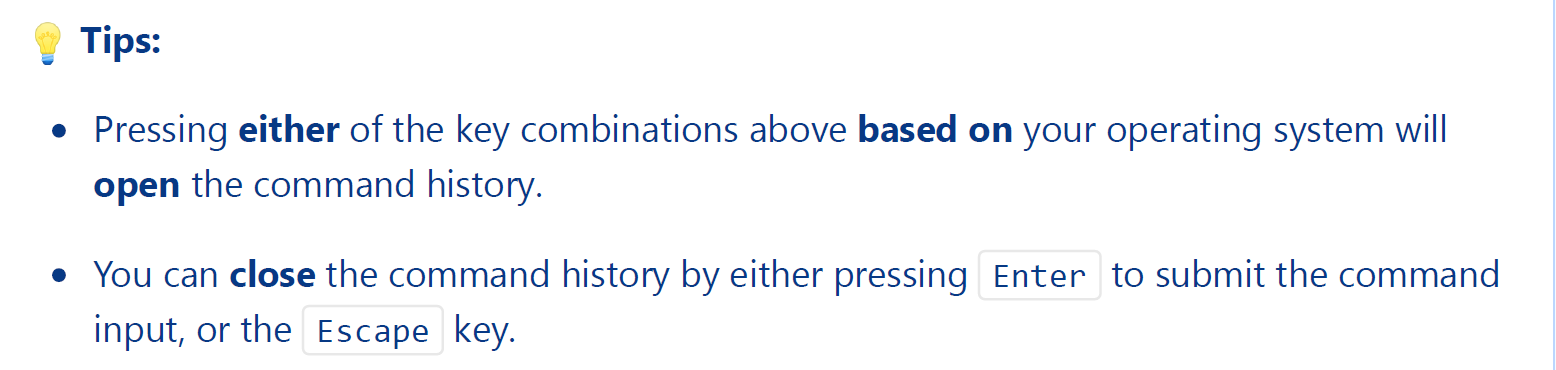 💡 Tips:
• Pressing either of the key combinations above based on your operating system will
open the command history.
• You can close the command history by either pressing Enter to submit the command
input, or the Escape key.